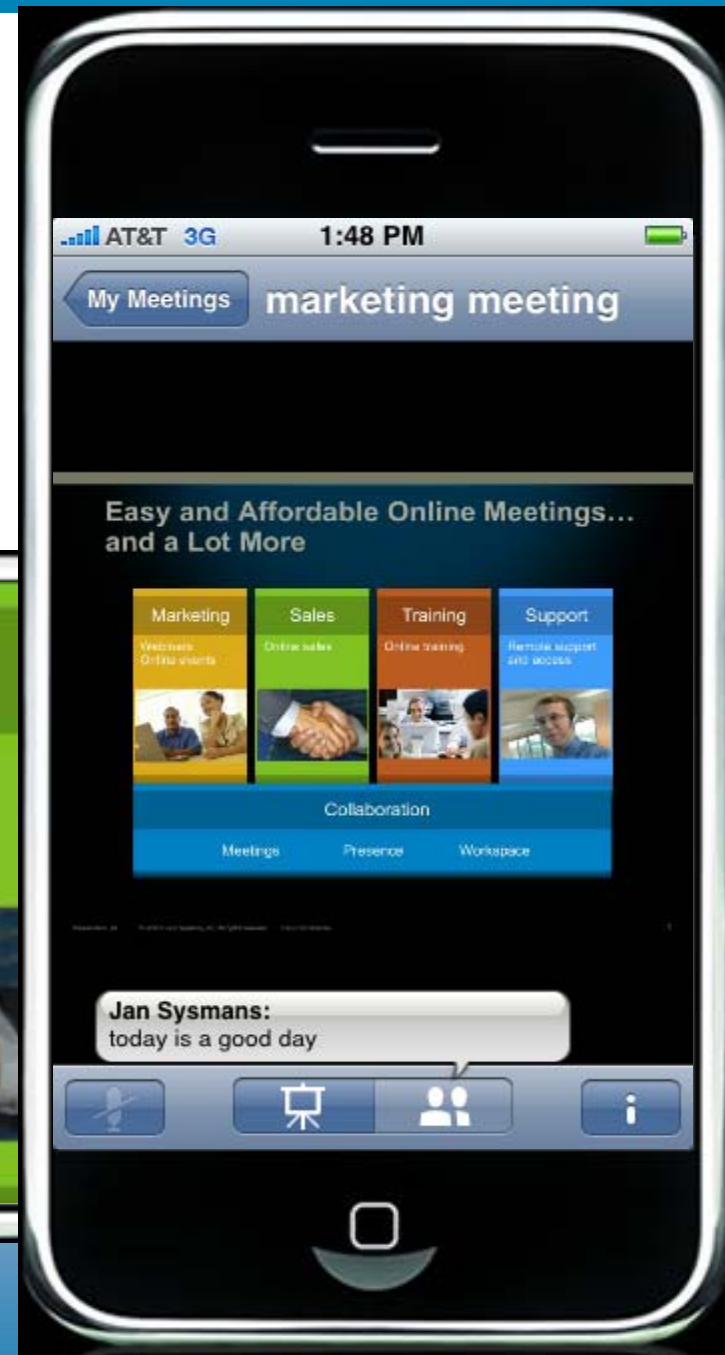 AT&T 3G 1:48 PM
My Meetings marketing meeting
Easy and Affordable Online Meetings...
and a Lot More
Marketing Sales Training Support
Webinars Online sales Online training Remote support
Online events and access
Collaboration
Meetings Presence Workspace
Jan Sysmans:
today is a good day